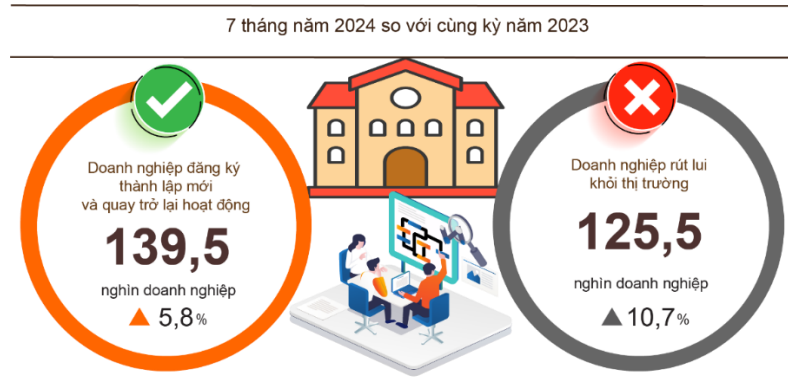 7 tháng năm 2024 so với cùng kỳ năm 2023
Doanh nghiệp đăng ký
thành lập mới
và quay trở lại hoạt động
139,5
nghìn doanh nghiệp
▲ 5,8%
Doanh nghiệp rút lui
khỏi thị trường
125,5
nghìn doanh nghiệp
▲ 10,7%